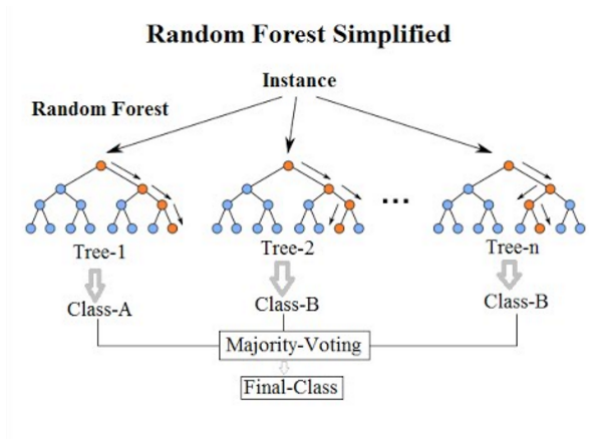 Random Forest Simplified
Instance
Random Forest
...
Tree-1
Tree-2
Tree-n
Class-A
Class-B
Class-B
Majority-Voting
Final-Class